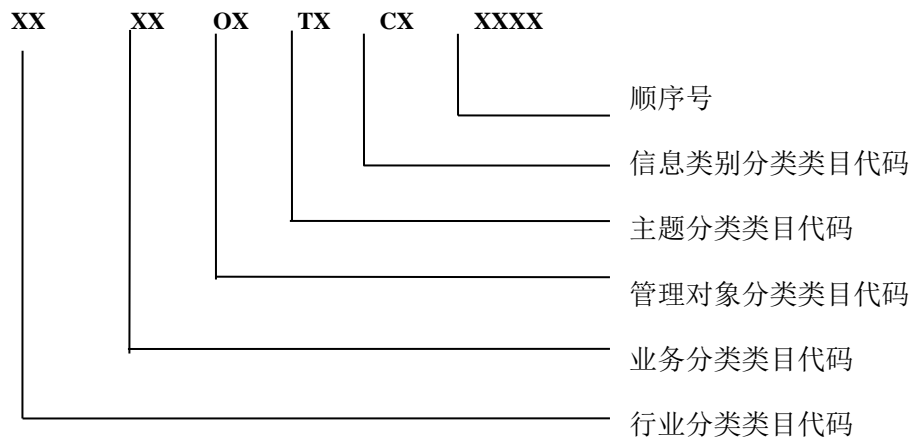 XX XX OX TX CX XXXX
顺序号
信息类别分类类目代码
主题分类类目代码
管理对象分类类目代码
业务分类类目代码
行业分类类目代码